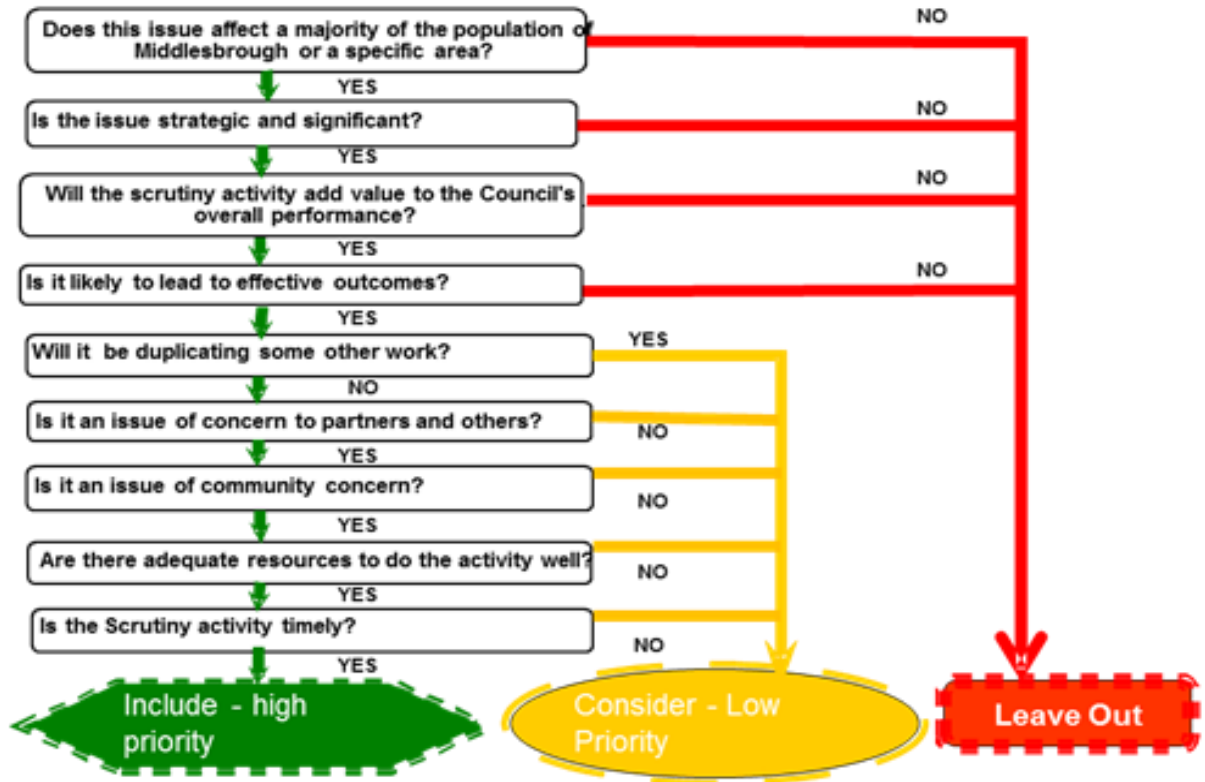 NO
Does this issue affect a majority of the population of
Middlesbrough or a specific area?
YES
NO
Is the issue strategic and significant?
YES
NO
Will the scrutiny activity add value to the Council's
overall performance?
YES
NO
Is it likely to lead to effective outcomes?
YES
YES
Will it be duplicating some other work?
NO
Is it an issue of concern to partners and others?
NO
YES
Is it an issue of community concern?
NO
YES
Are there adequate resources to do the activity well?
NO
YES
Is the Scrutiny activity timely?
NO
YES
Include - high
priority
Consider - Low
Priority
Leave Out